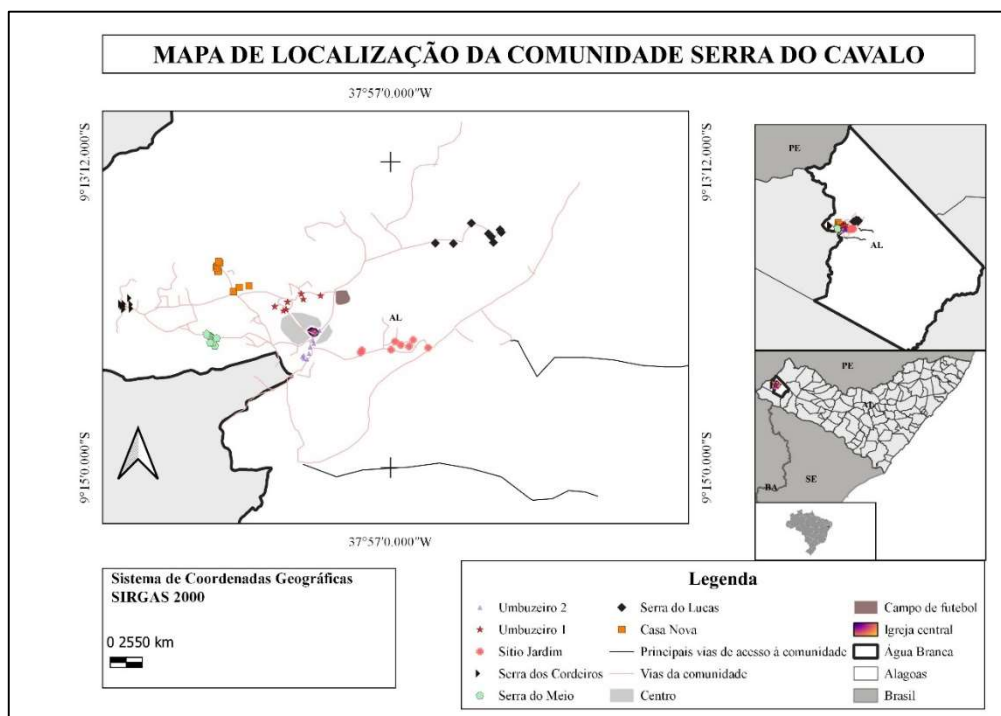 MAPA DE LOCALIZAÇÃO DA COMUNIDADE SERRA DO CAVALO
37°57'0.000"W
9°13'12.000"S
9°13'12.000"S
AL
9°15'0.000"S
9°15'0.000"S
37°57'0.000"W
PE
AL
PE
AL
SE
BA
Sistema de Coordenadas Geográficas
SIRGAS 2000
0 2550 km
Legenda
Umbuzeiro 2
Umbuzeiro 1
Sítio Jardim
Serra dos Cordeiros
Serra do Meio
Serra do Lucas
Casa Nova
Principais vias de acesso à comunidade
Vias da comunidade
Centro
Campo de futebol
Igreja central
Água Branca
Alagoas
Brasil